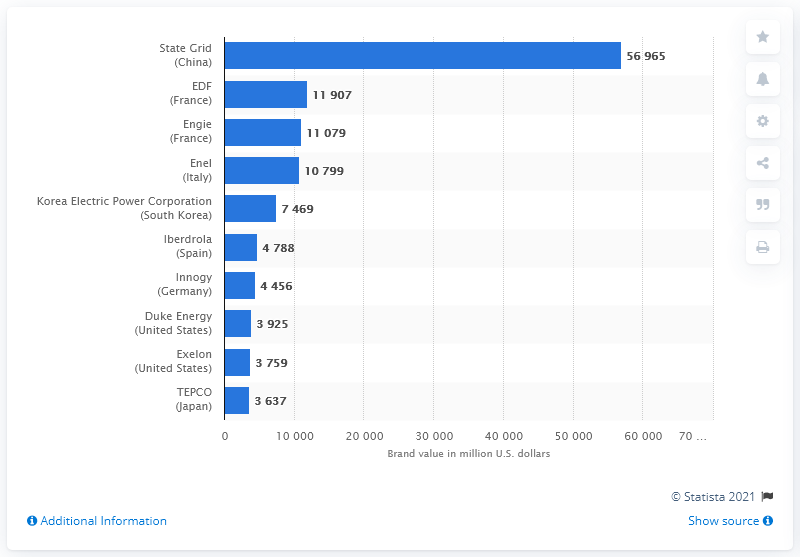 State Grid
(China)
56 965
EDF
(France)
11 907
Engie
(France)
11 079
Enel
(Italy)
10 799
Korea Electric Power Corporation
(South Korea)
7 469
Iberdrola
(Spain)
4 788
Innogy
(Germany)
4 456
Duke Energy
(United States)
3 925
Exelon
(United States)
3 759
TEPCO
(Japan)
3 637
0 10 000 20 000 30 000 40 000 50 000 60 000 70 ...
Brand value in million U.S. dollars
© Statista 2021
Additional Information
Show source